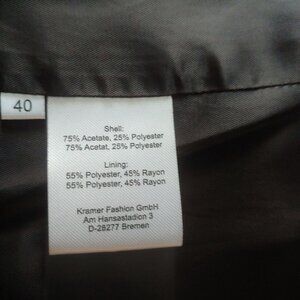 40
Shell:
75% Acetate, 25% Polyester
75% Acetat, 25% Polyester
Lining:
55% Polyester, 45% Rayon
55% Polyester, 45% Rayon
Kramer Fashion GmbH
Am Hansastadion 3
D-28277 Bremen